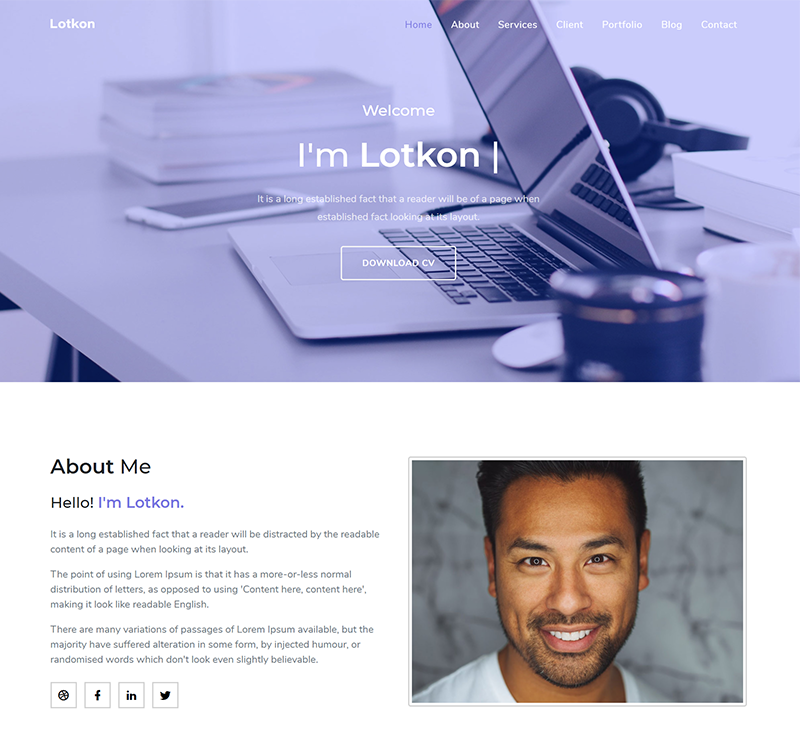 Lotkon
Home About Services Client Portfolio Blog Contact
Welcome
I'm Lotkon |
It is a long established fact that a reader will be of a page when
established fact looking at its layout.
DOWNLOAD CV
About Me
Hello! I'm Lotkon.
It is a long established fact that a reader will be distracted by the readable
content of a page when looking at its layout.
The point of using Lorem Ipsum is that it has a more-or-less normal
distribution of letters, as opposed to using 'Content here, content here',
making it look like readable English.
There are many variations of passages of Lorem Ipsum available, but the
majority have suffered alteration in some form, by injected humour, or
randomised words which don't look even slightly believable.